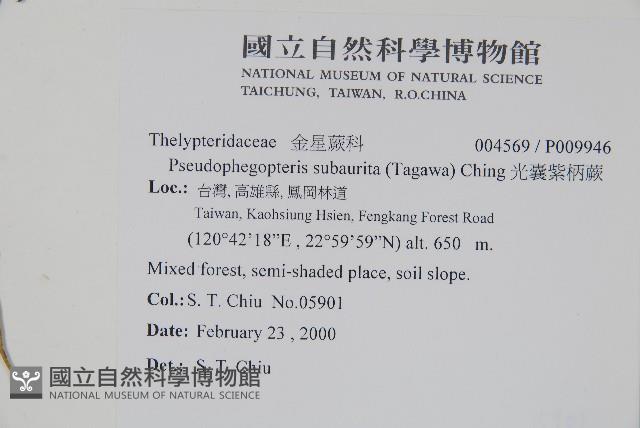 國立自然科學博物館
NATIONAL MUSEUM OF NATURAL SCIENCE
TAICHUNG, TAIWAN, R.O.CHINA
Thelypteridaceae 金星蕨科 004569 / P009946
Pseudophegopteris subaurita (Tagawa) Ching 光囊紫柄蕨
Loc.: 台灣, 高雄縣, 鳳岡林道
Taiwan, Kaohsiung Hsien, Fengkang Forest Road
(120°42'18”E , 22°59'59”N) alt. 650 m.
Mixed forest, semi-shaded place, soil slope.
Col.: S. T. Chiu No.05901
Date: February 23 , 2000
Det.: S. T. Chiu
國立自然科學博物館
NATIONAL MUSEUM OF NATURAL SCIENCE